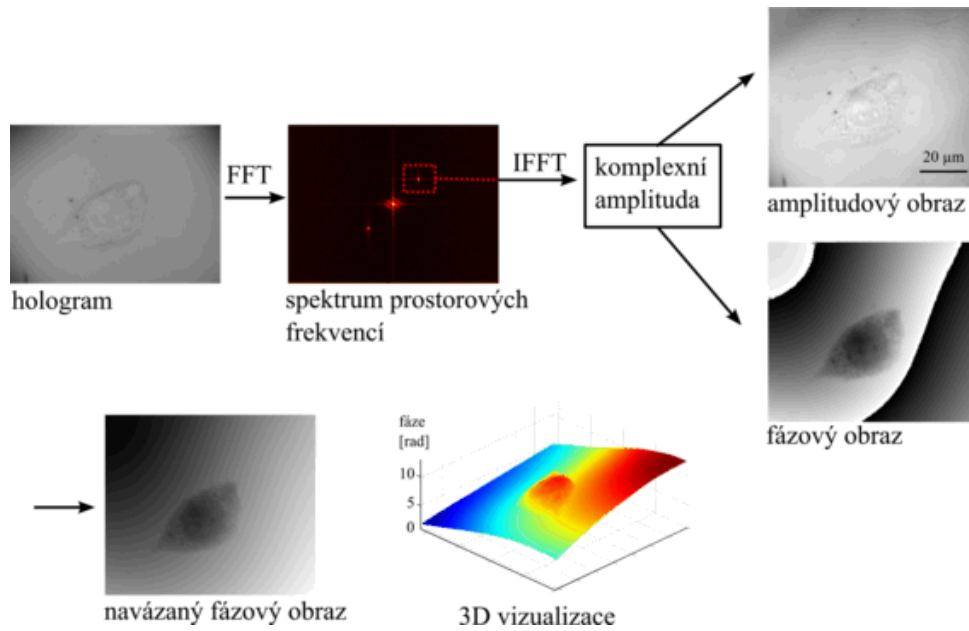 FFT
IFFT
komplexní
amplituda
20 μm
amplitudový obraz
hologram
spektrum prostorových
frekvencí
fázový obraz
fáze
[rad]
10
5
0
navázaný fázový obraz
3D vizualizace